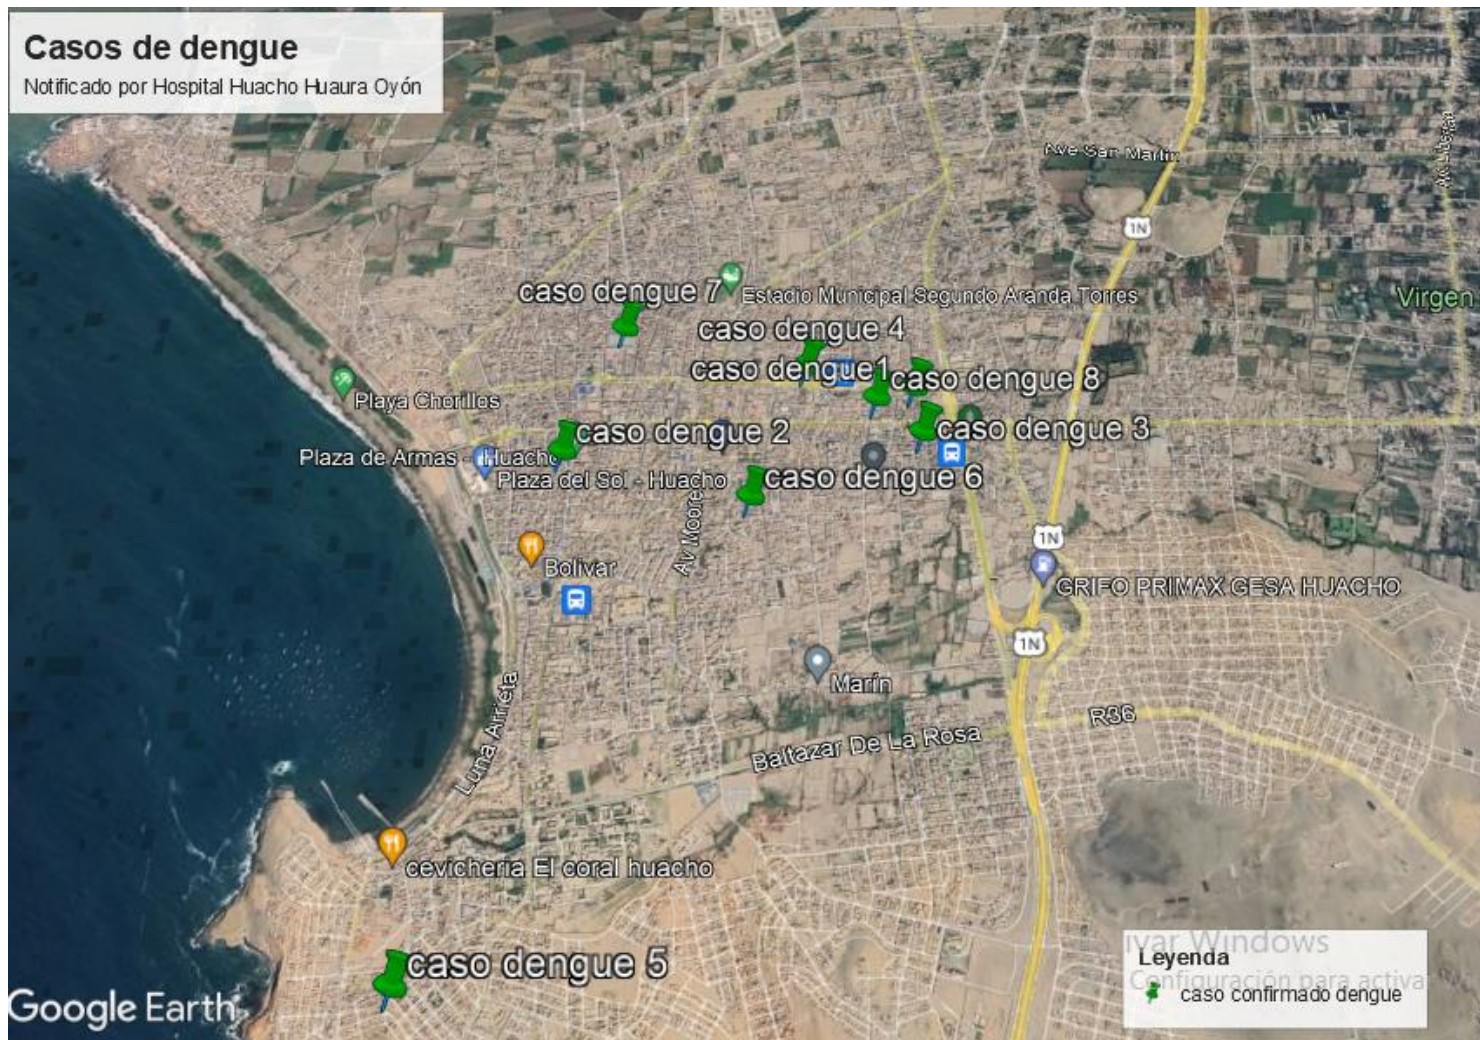 Casos de dengue
Notificado por Hospital Huacho Huaura Oyón
Ave San Martin
1N
caso dengue 7
Estadio Municipal Segundo Aranda Torres
Virgen
caso dengue 4
caso dengue1
caso dengue 8
Playa Chorillos
caso dengue 2
caso dengue 3
Plaza de Armas - Huacho
Plaza del Sol - Huacho
caso dengue 6
Av Moore
1N
Bolivar
GRIFO PRIMAX GESA HUACHO
1N
Marín
Luna Arrieta
R36
Baltazar De La Rosa
cevicheria El coral huacho
caso dengue 5
ivar Windows
Leyenda
Configuración para activa
caso confirmado dengue
Google Earth